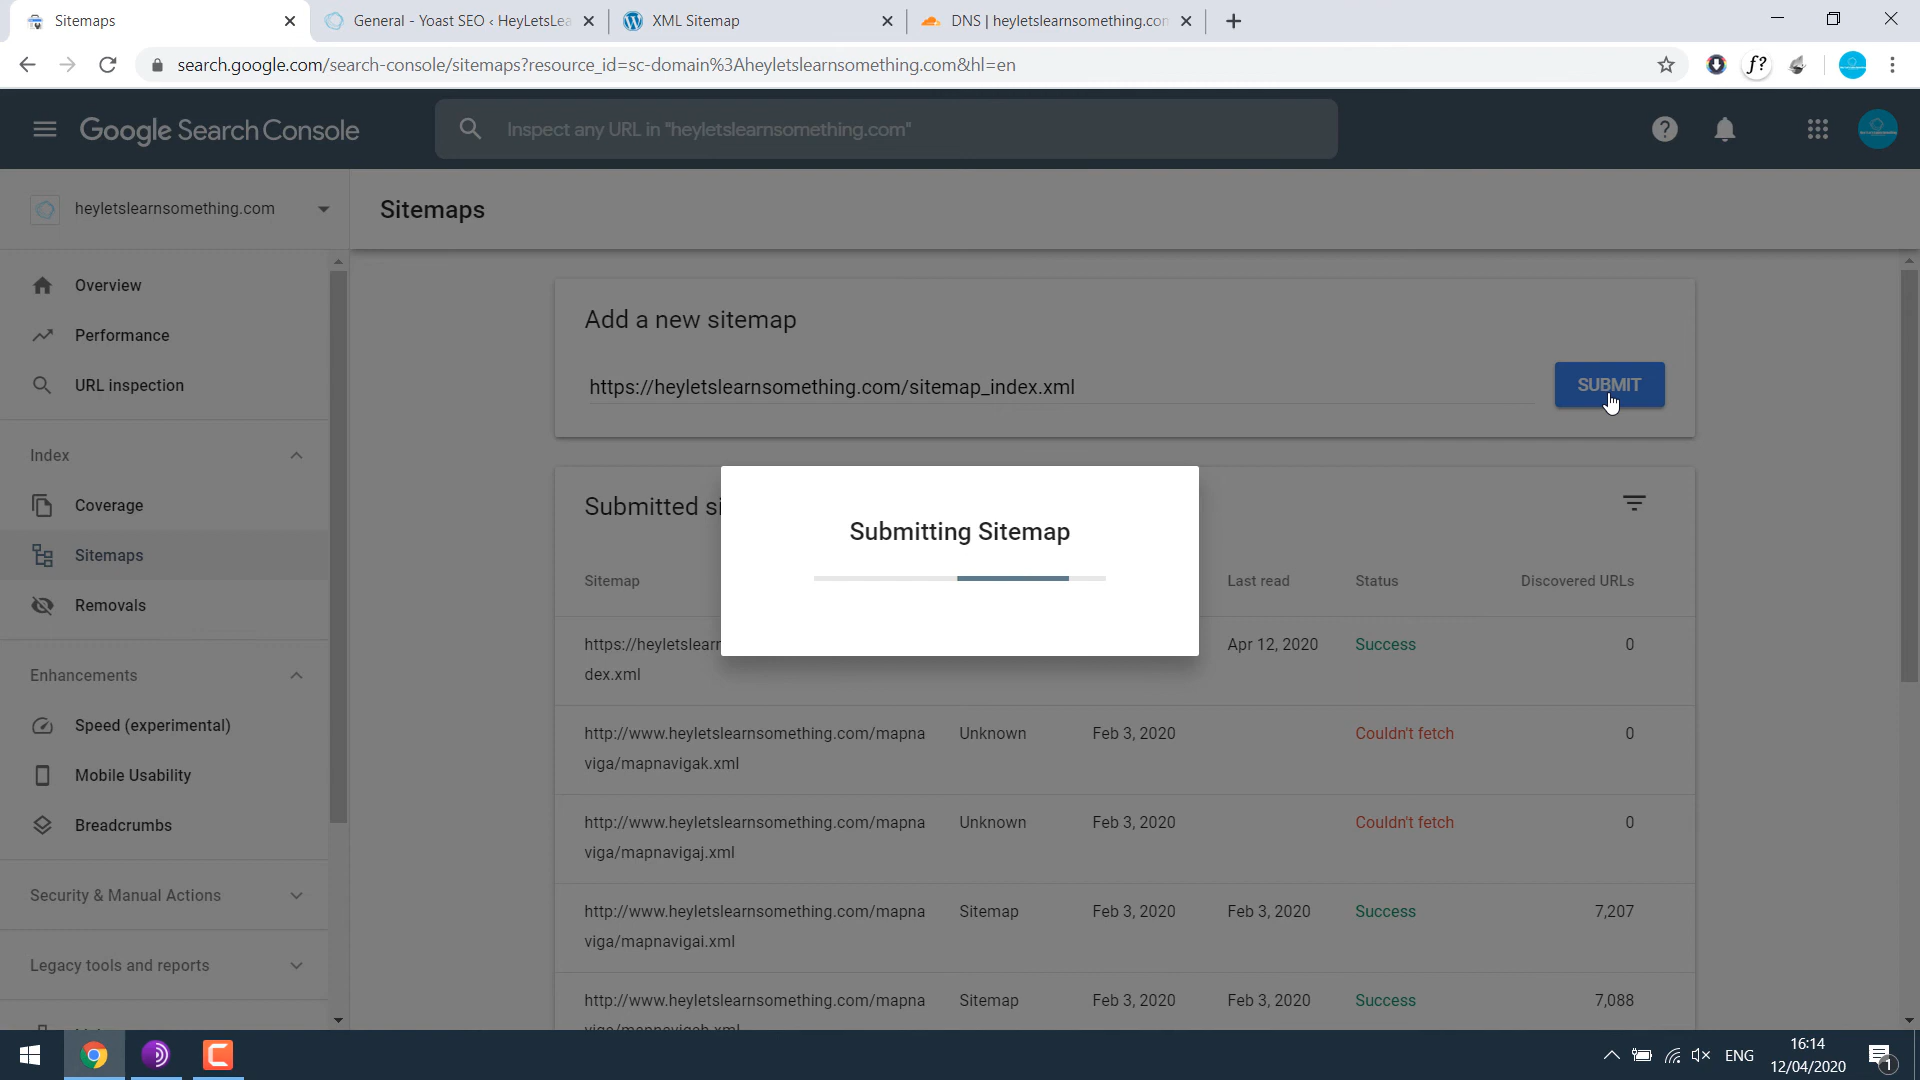 Sitemaps
General - Yoast SEO ‹ HeyLetsLea
XML Sitemap
DNS | heyletslearnsomething.com
search.google.com/search-console/sitemaps?resource_id=sc-domain%3Aheyletslearnsomething.com&hl=en
f?
Google Search Console
Inspect any URL in "heyletslearnsomething.com"
heyletslearnsomething.com
Sitemaps
Overview
Performance
URL inspection
Index
Coverage
Sitemaps
Removals
Enhancements
Speed (experimental)
Mobile Usability
Breadcrumbs
Security & Manual Actions
Legacy tools and reports
Add a new sitemap
https://heyletslearnsomething.com/sitemap_index.xml
SUBMIT
Submitted si
Submitting Sitemap
Sitemap Last read Status Discovered URLs
https://heyletslearn Apr 12, 2020 Success 0
dex.xml
http://www.heyletslearnsomething.com/mapna Unknown Feb 3, 2020 Couldn't fetch 0
viga/mapnavigak.xml
http://www.heyletslearnsomething.com/mapna Unknown Feb 3, 2020 Couldn't fetch 0
viga/mapnavigaj.xml
http://www.heyletslearnsomething.com/mapna Sitemap Feb 3, 2020 Feb 3, 2020 Success 7,207
viga/mapnavigai.xml
http://www.heyletslearnsomething.com/mapna Sitemap Feb 3, 2020 Feb 3, 2020 Success 7,088
viga/mapnavigah.xml
ENG
16:14
12/04/2020
1